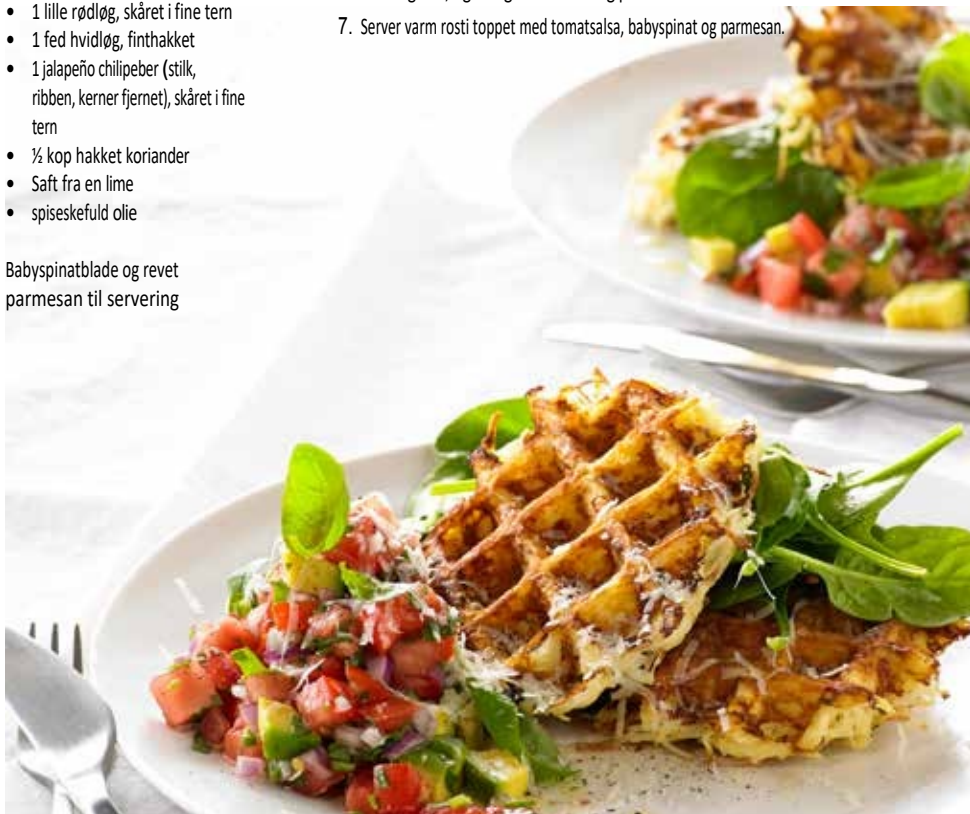 • 1 lille rødløg, skåret i fine tern
• 1 fed hvidløg, finthakket
• 1 jalapeño chilipeber (stilk,
ribben, kerner fjernet), skåret i fine
tern
• ½ kop hakket koriander
• Saft fra en lime
• spiseskefuld olie
Babyspinatblade og revet
parmesan til servering
7. Server varm rosti toppet med tomatsalsa, babyspinat og parmesan.